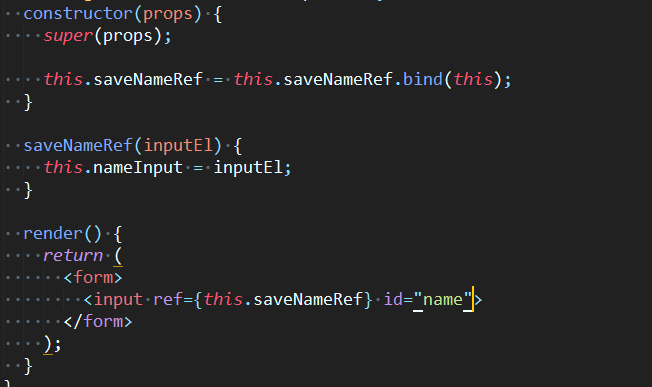 constructor(props) {
super(props);
this.saveNameRef = this.saveNameRef.bind(this);
}
saveNameRef(inputEl) {
this.nameInput = inputEl;
}
render() {
return (
<form>
<input ref={this.saveNameRef} id="name">
</form>
);
}